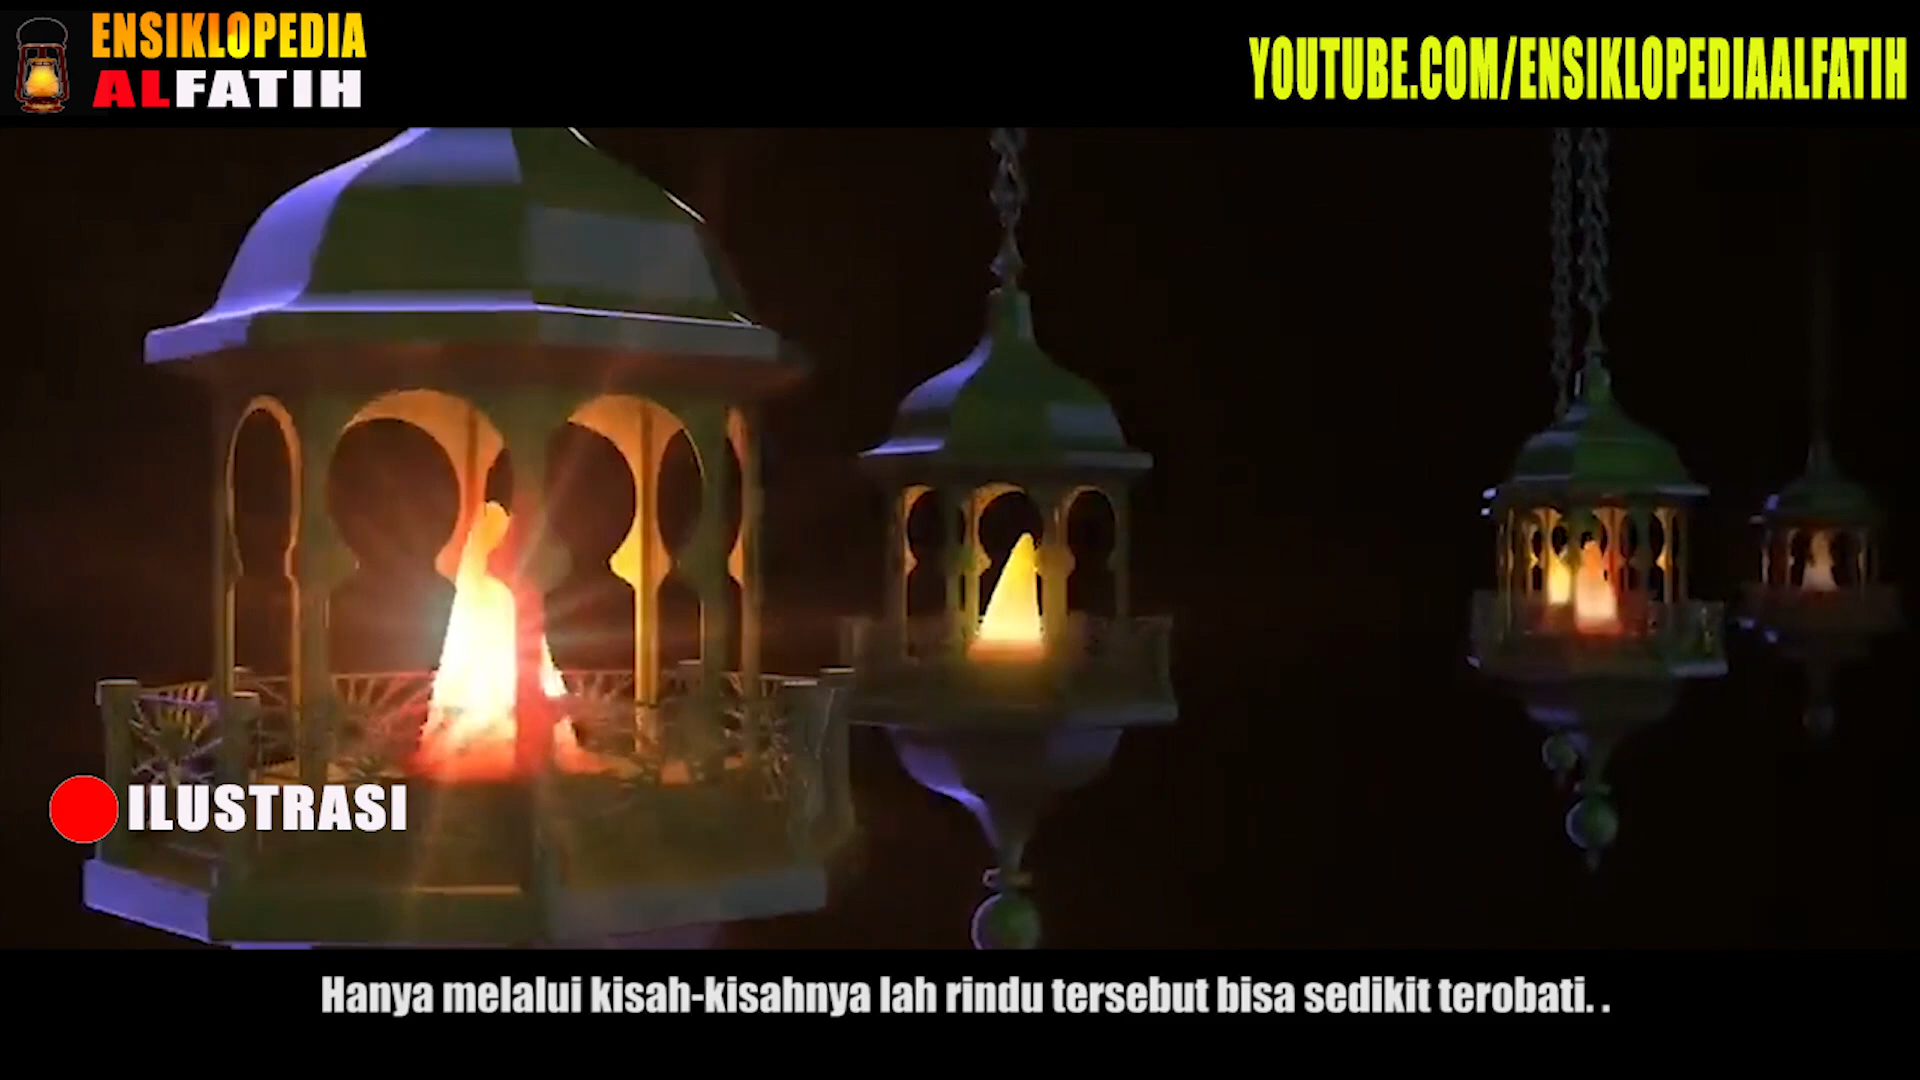 ENSIKLOPEDIA
ALFATIH
YOUTUBE.COM/ENSIKLOPEDIAALFATIH
ILUSTRASI
Hanya melalui kisah-kisahnya lah rindu tersebut bisa sedikit terobati. .